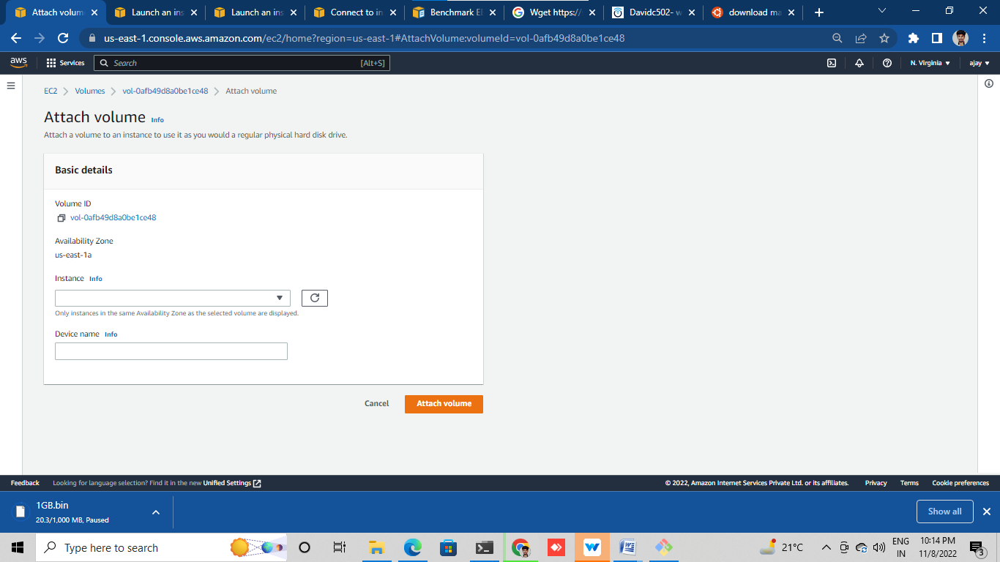 Attach volum
Launch an ins
Launch an ins
Connect to in
Benchmark E
Wget https://
Davidc502- w
download ma
us-east-1.console.aws.amazon.com/ec2/home?region=us-east-1#AttachVolume:volumeId=vol-0afb49d8a0be1ce48
aws Services Search [Alt+S] N. Virginia ajay
EC2 Volumes vol-0afb49d8a0be1ce48 Attach volume
Attach volume Info
Attach a volume to an instance to use it as you would a regular physical hard disk drive.
Basic details
Volume ID
vol-0afb49d8a0be1ce48
Availability Zone
us-east-1a
Instance Info
Only instances in the same Availability Zone as the selected volume are displayed.
Device name Info
Cancel Attach volume
Feedback Looking for language selection? Find it in the new Unified Settings © 2022, Amazon Internet Services Private Ltd. or its affiliates. Privacy Terms Cookie preferences
1GB.bin
20.3/1,000 MB, Paused
Show all
Type here to search
21°C
ENG
IN
10:14 PM
11/8/2022
3